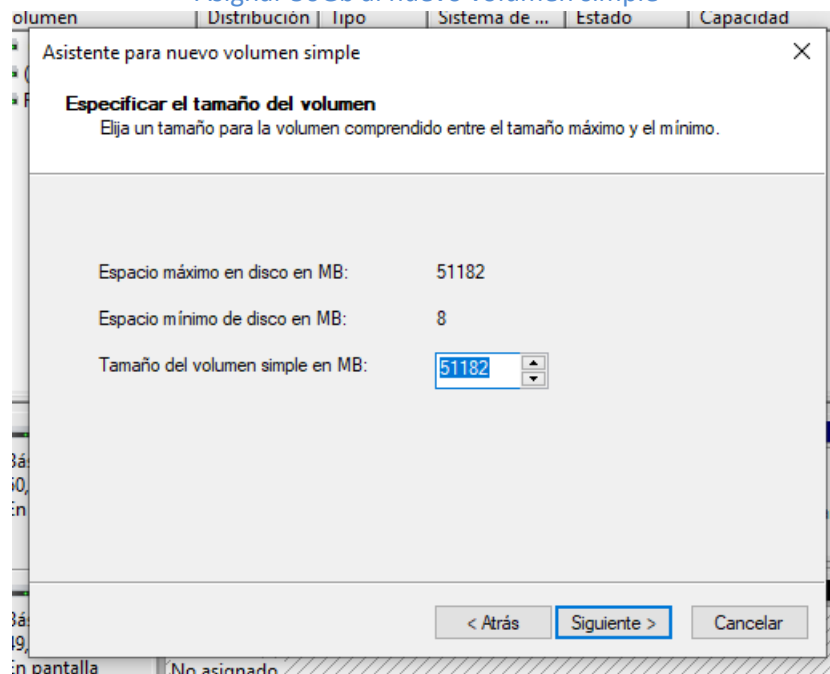 Distribución Tipo Sistema de ... Estado Capacidad
Asistente para nuevo volumen simple
Especificar el tamaño del volumen
Elija un tamaño para la volumen comprendido entre el tamaño máximo y el mínimo.
Espacio máximo en disco en MB: 51182
Espacio mínimo de disco en MB: 8
Tamaño del volumen simple en MB: 51182
< Atrás Siguiente > Cancelar
En pantalla No asignado